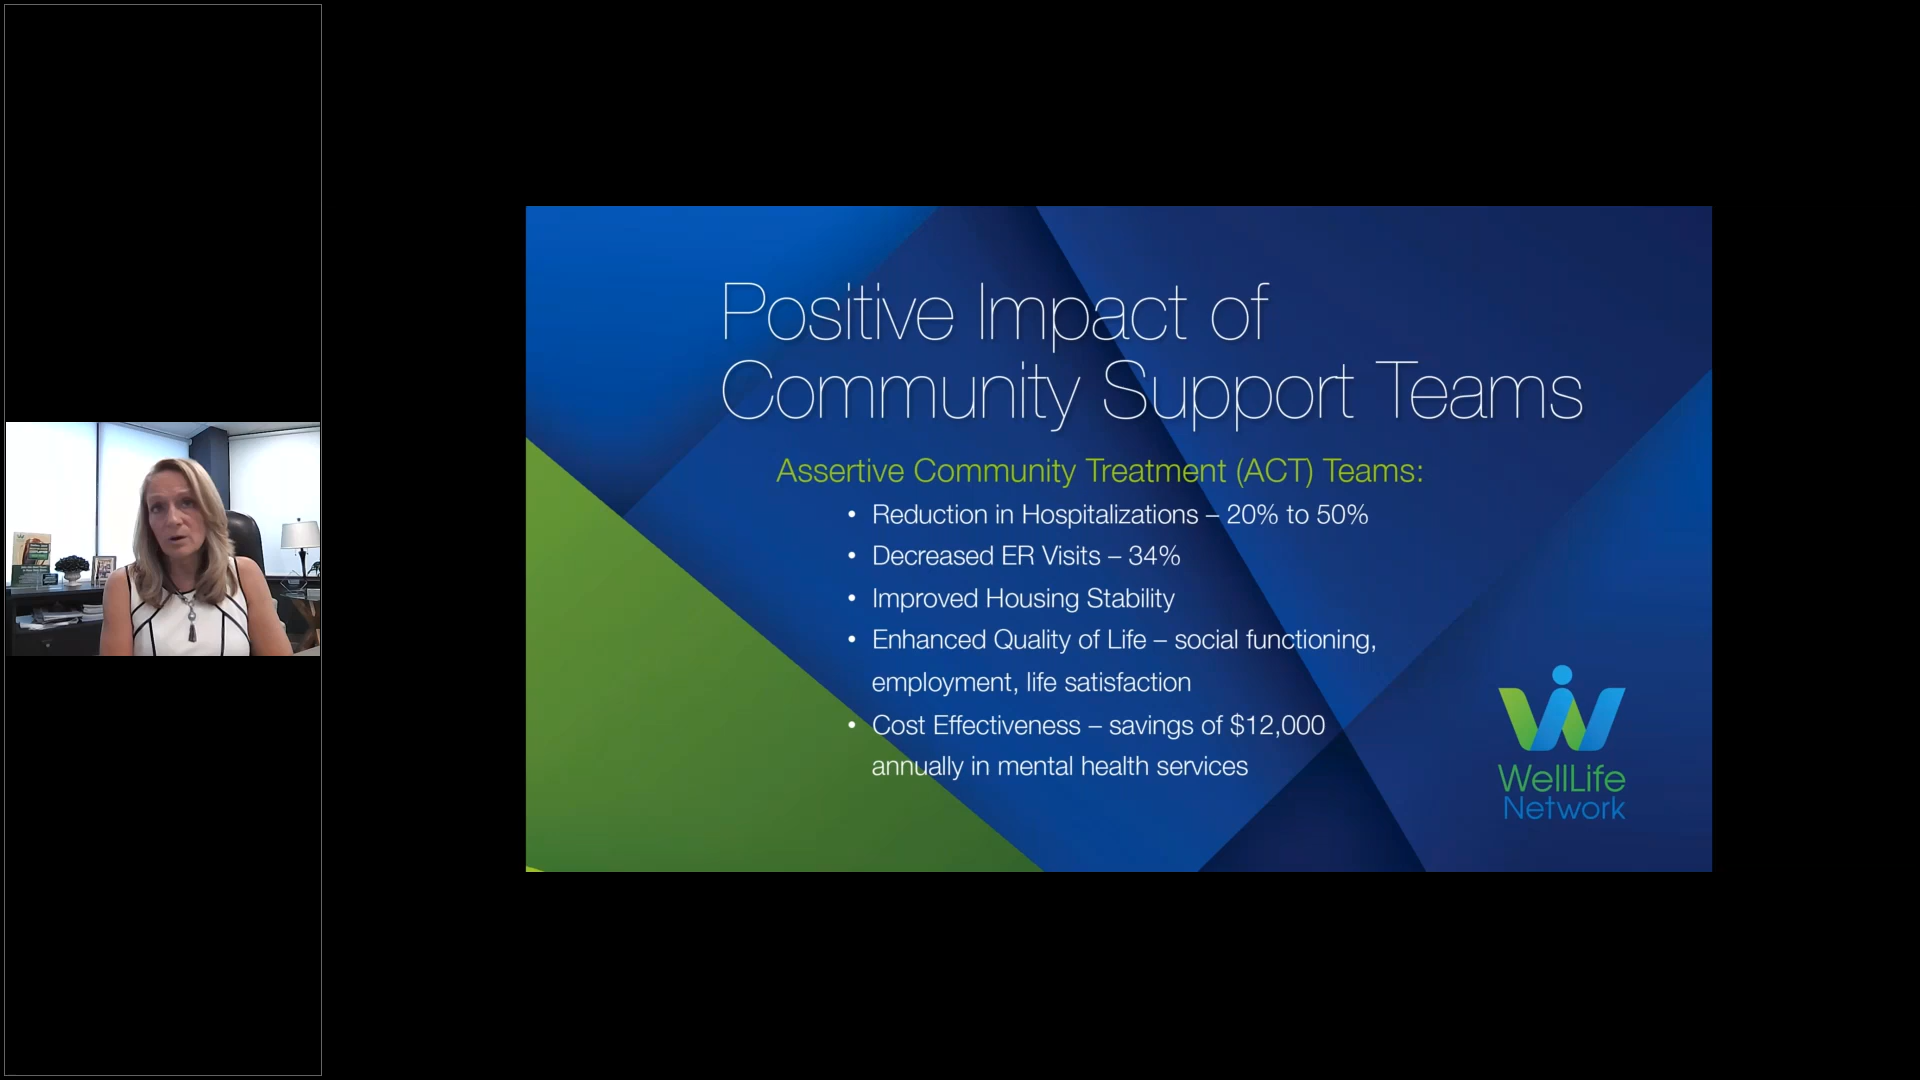 Positive Impact of
Community Support Teams
Assertive Community Treatment (ACT) Teams:
• Reduction in Hospitalizations – 20% to 50%
• Decreased ER Visits – 34%
• Improved Housing Stability
• Enhanced Quality of Life – social functioning,
employment, life satisfaction
• Cost Effectiveness – savings of $12,000
annually in mental health services
WellLife
Network